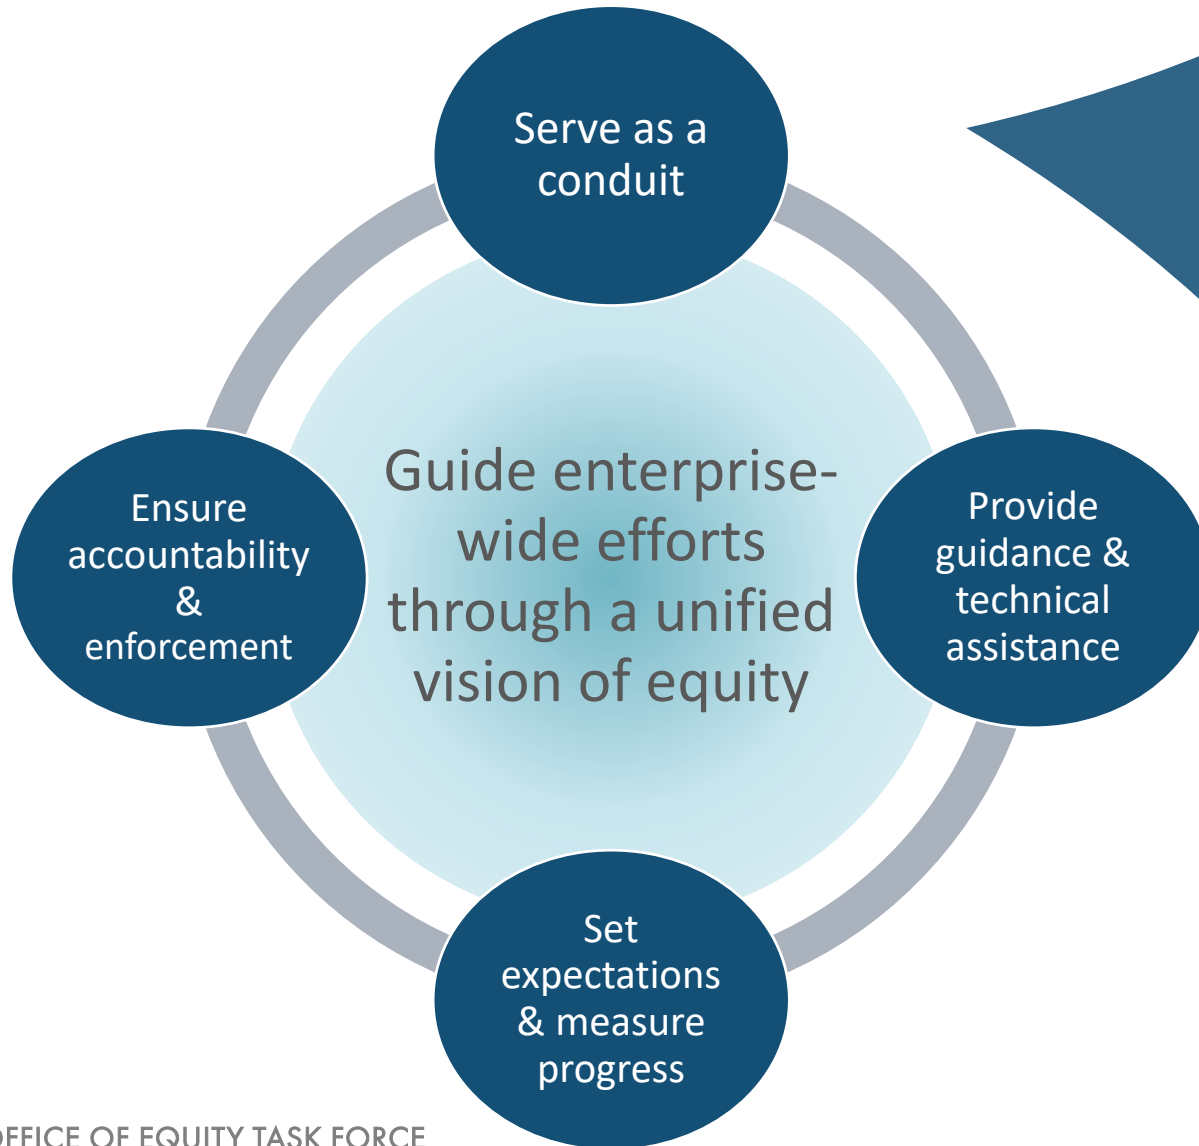 Serve as a
conduit
Ensure
accountability
&
enforcement
Guide enterprise-
wide efforts
through a unified
vision of equity
Provide
guidance &
technical
assistance
Set
expectations
& measure
progress
OFFICE OF EQUITY TASK FORCE